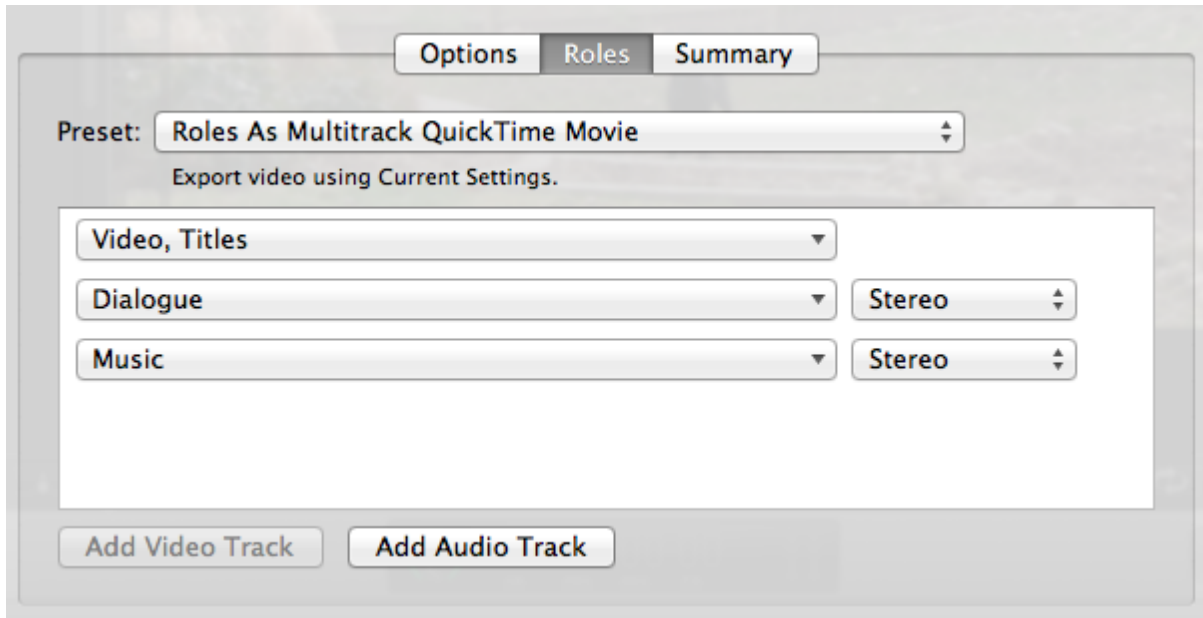 Options Roles Summary
Preset: Roles As Multitrack QuickTime Movie
Export video using Current Settings.
Video, Titles
Dialogue Stereo
Music Stereo
Add Video Track Add Audio Track